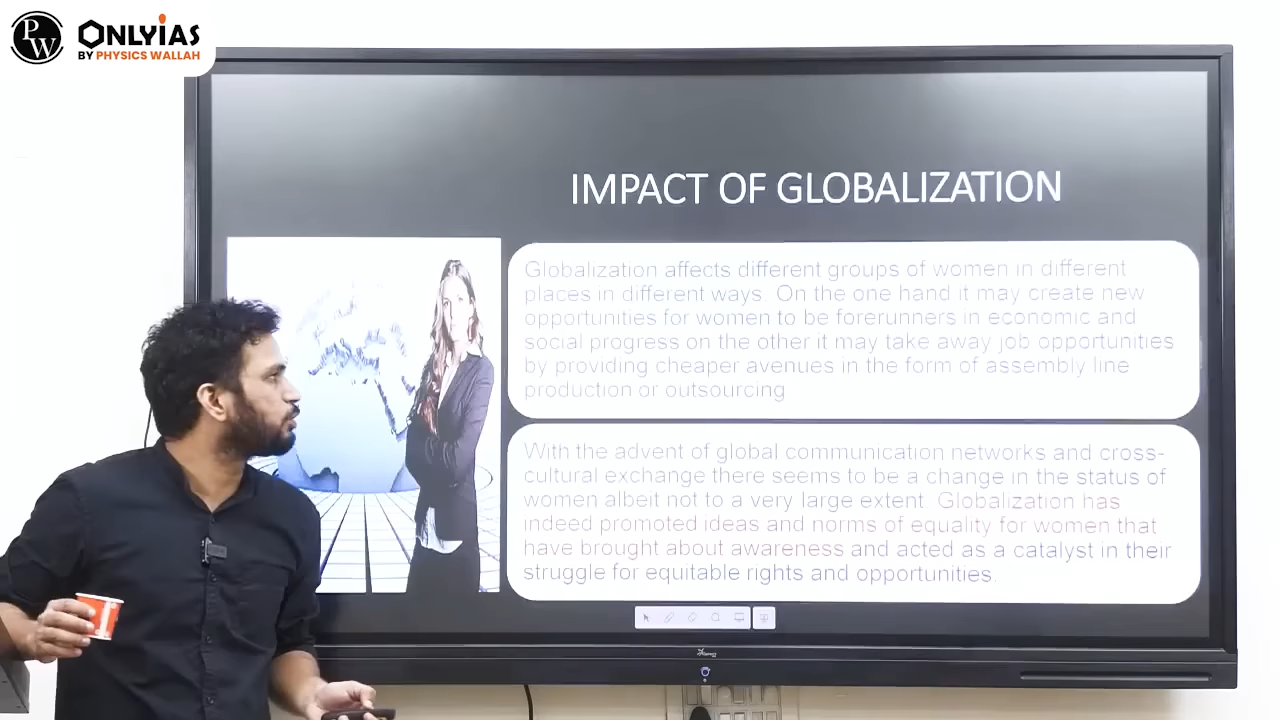 PW
ONLYIAS
BY PHYSICS WALLAH
IMPACT OF GLOBALIZATION
Globalization affects different groups of women in different
places in different ways. On the one hand it may create new
opportunities for women to be forerunners in economic and
social progress on the other it may take away job opportunities
by providing cheaper avenues in the form of assembly line
production or outsourcing
With the advent of global communication networks and cross-
cultural exchange there seems to be a change in the status of
women albeit not to a very large extent. Globalization has
indeed promoted ideas and norms of equality for women that
have brought about awareness and acted as a catalyst in their
struggle for equitable rights and opportunities.